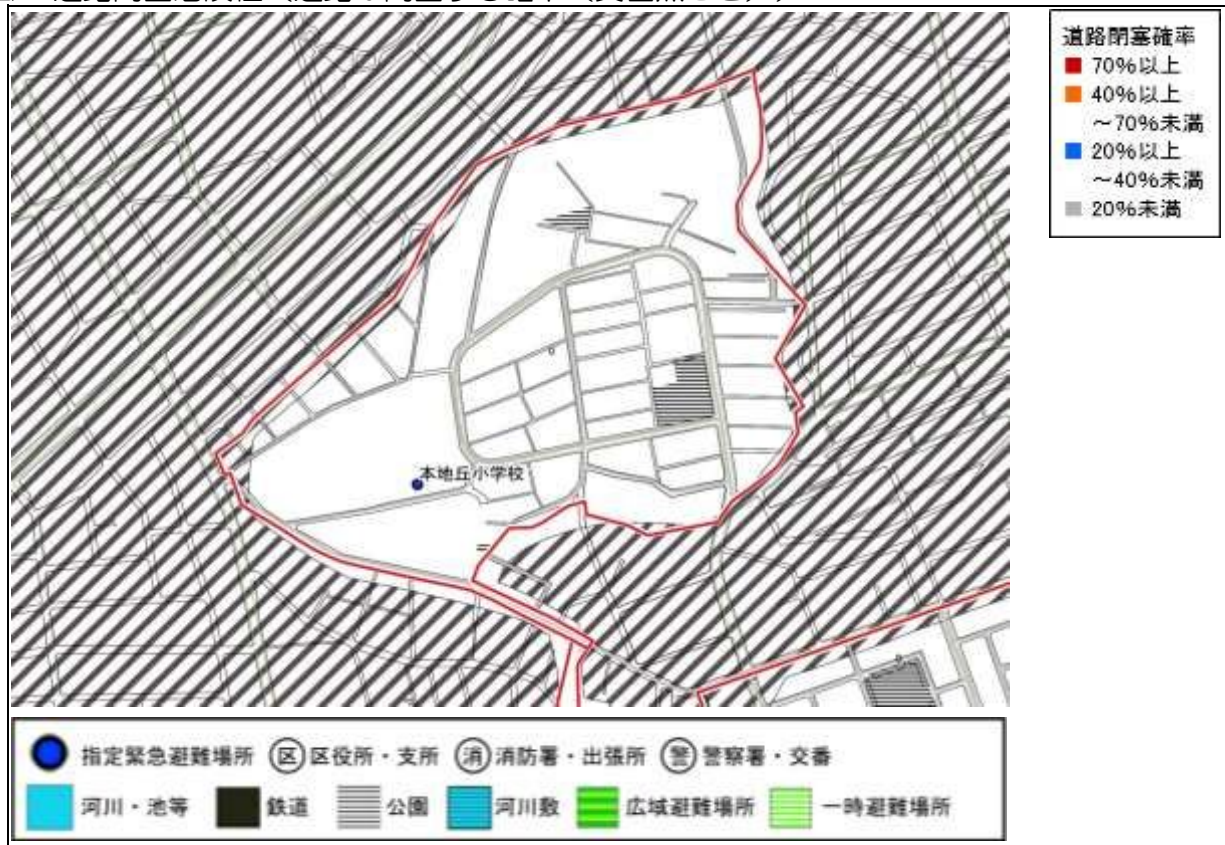 道路閉塞確率
70%以上
40%以上
~70%未満
20%以上
~40%未満
20%未満
本地丘小学校
指定緊急避難場所 区 区役所・支所 消 消防署・出張所 警 警察署・交番
河川・池等 鉄道 公園 河川敷 広域避難場所 一時避難場所